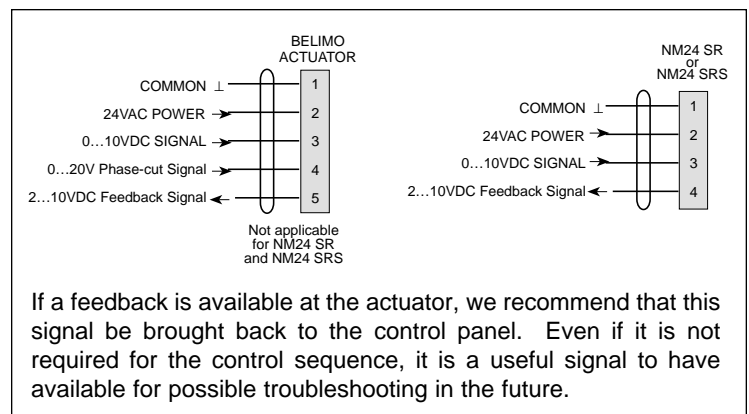 BELIMO
ACTUATOR
COMMON ⊥
1
24VAC POWER
2
0…10VDC SIGNAL
3
0…20V Phase-cut Signal
4
2…10VDC Feedback Signal
5
Not applicable
for NM24 SR
and NM24 SRS
NM24 SR
or
NM24 SRS
COMMON ⊥
1
24VAC POWER
2
0…10VDC SIGNAL
3
2…10VDC Feedback Signal
4
If a feedback is available at the actuator, we recommend that this
signal be brought back to the control panel. Even if it is not
required for the control sequence, it is a useful signal to have
available for possible troubleshooting in the future.